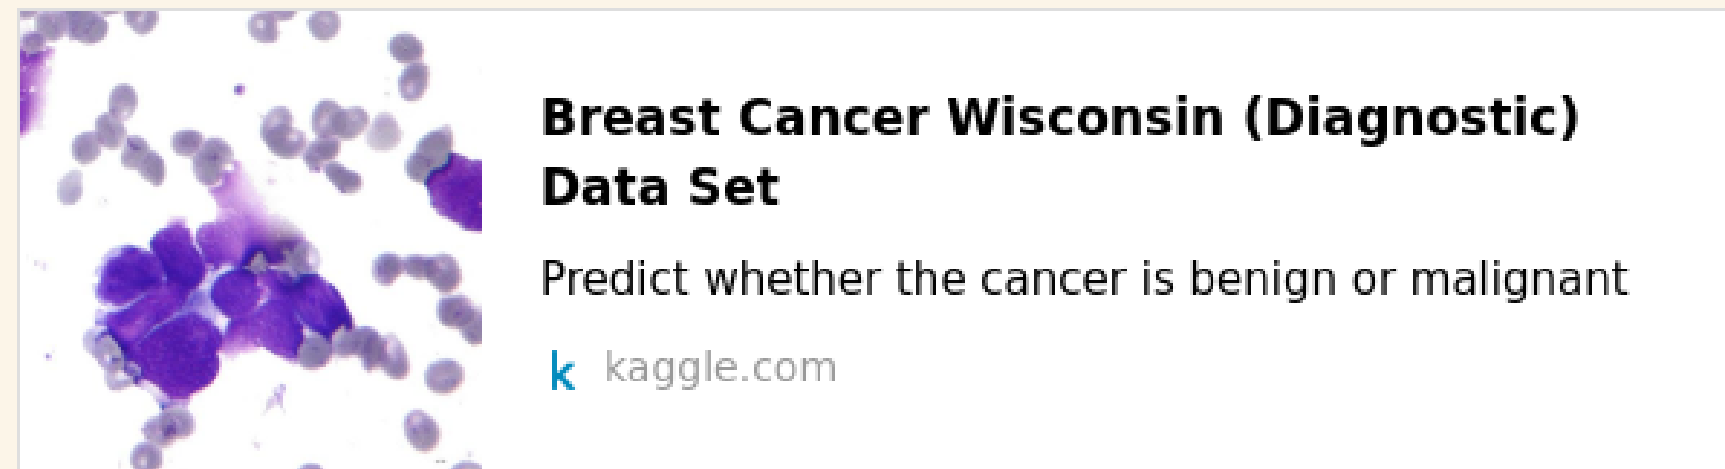 Breast Cancer Wisconsin (Diagnostic)
Data Set
Predict whether the cancer is benign or malignant
k kaggle.com